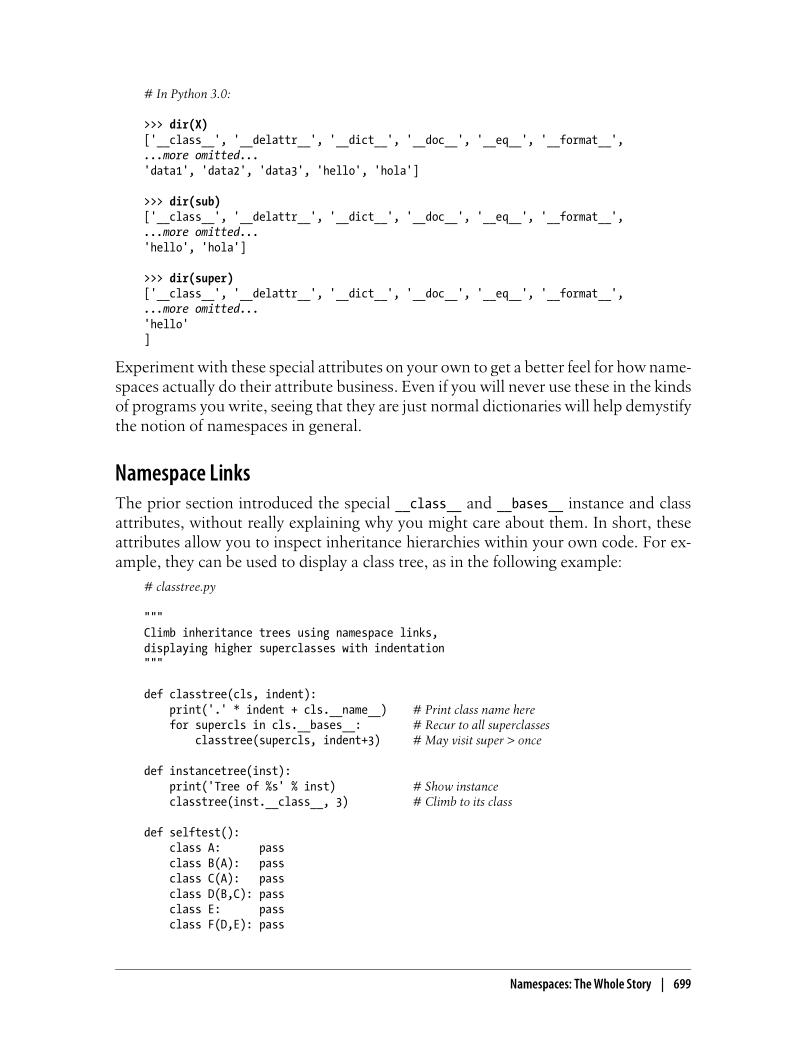 # In Python 3.0:
>>> dir(X)
['__class__', '__delattr__', '__dict__', '__doc__', '__eq__', '__format__',
...more omitted...
'data1', 'data2', 'data3', 'hello', 'hola']
>>> dir(sub)
['__class__', '__delattr__', '__dict__', '__doc__', '__eq__', '__format__',
...more omitted...
'hello', 'hola']
>>> dir(super)
['__class__', '__delattr__', '__dict__', '__doc__', '__eq__', '__format__',
...more omitted...
'hello'
]
Experiment with these special attributes on your own to get a better feel for how name-
spaces actually do their attribute business. Even if you will never use these in the kinds
of programs you write, seeing that they are just normal dictionaries will help demystify
the notion of namespaces in general.
Namespace Links
The prior section introduced the special __class__ and __bases__ instance and class
attributes, without really explaining why you might care about them. In short, these
attributes allow you to inspect inheritance hierarchies within your own code. For ex-
ample, they can be used to display a class tree, as in the following example:
# classtree.py
"""
Climb inheritance trees using namespace links,
displaying higher superclasses with indentation
"""
def classtree(cls, indent):
    print('.' * indent + cls.__name__)    # Print class name here
    for supercls in cls.__bases__:        # Recur to all superclasses
        classtree(supercls, indent+3)     # May visit super > once
def instancetree(inst):
    print('Tree of %s' % inst)            # Show instance
    classtree(inst.__class__, 3)          # Climb to its class
def selftest():
    class A:      pass
    class B(A):   pass
    class C(A):   pass
    class D(B,C): pass
    class E:      pass
    class F(D,E): pass
Namespaces: The Whole Story | 699